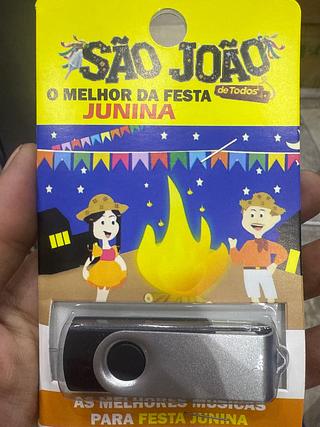 SÃO JOÃO
de Todos
O MELHOR DA FESTA
JUNINA
AS MELHORES MÚSICAS
PARA FESTA JUNINA